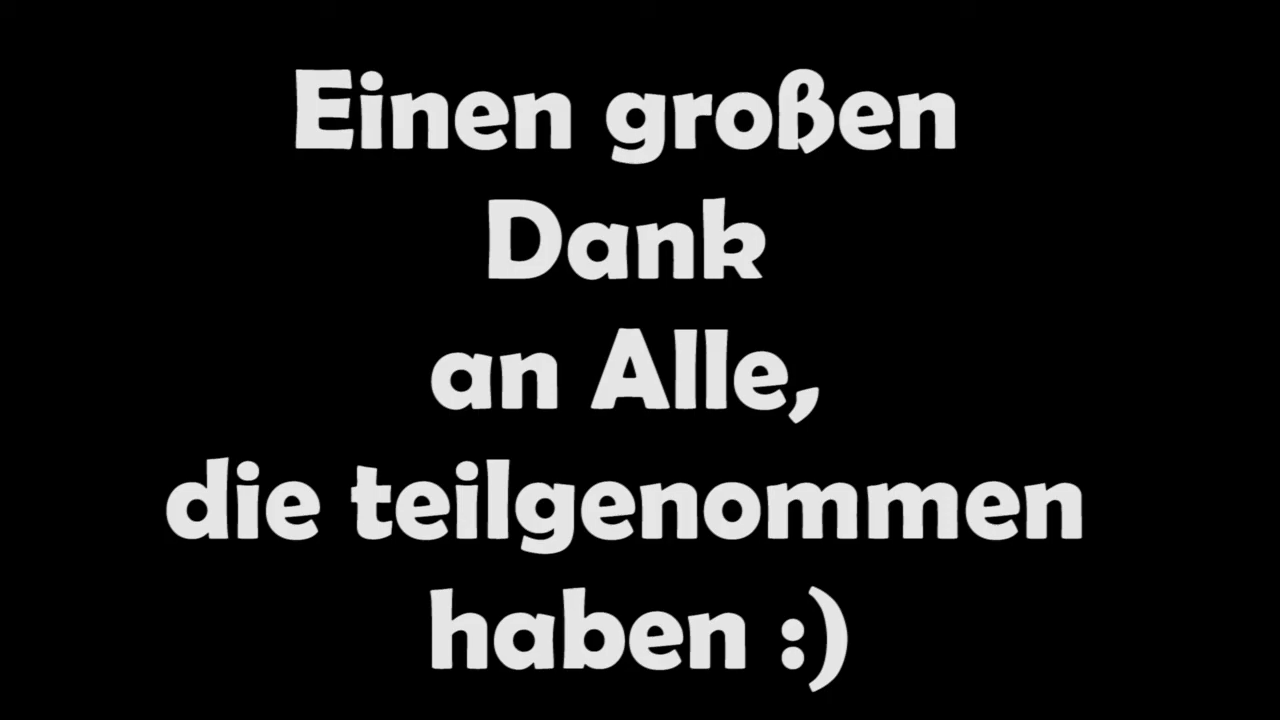 Einen großen
Dank
an Alle,
die teilgenommen
haben :)